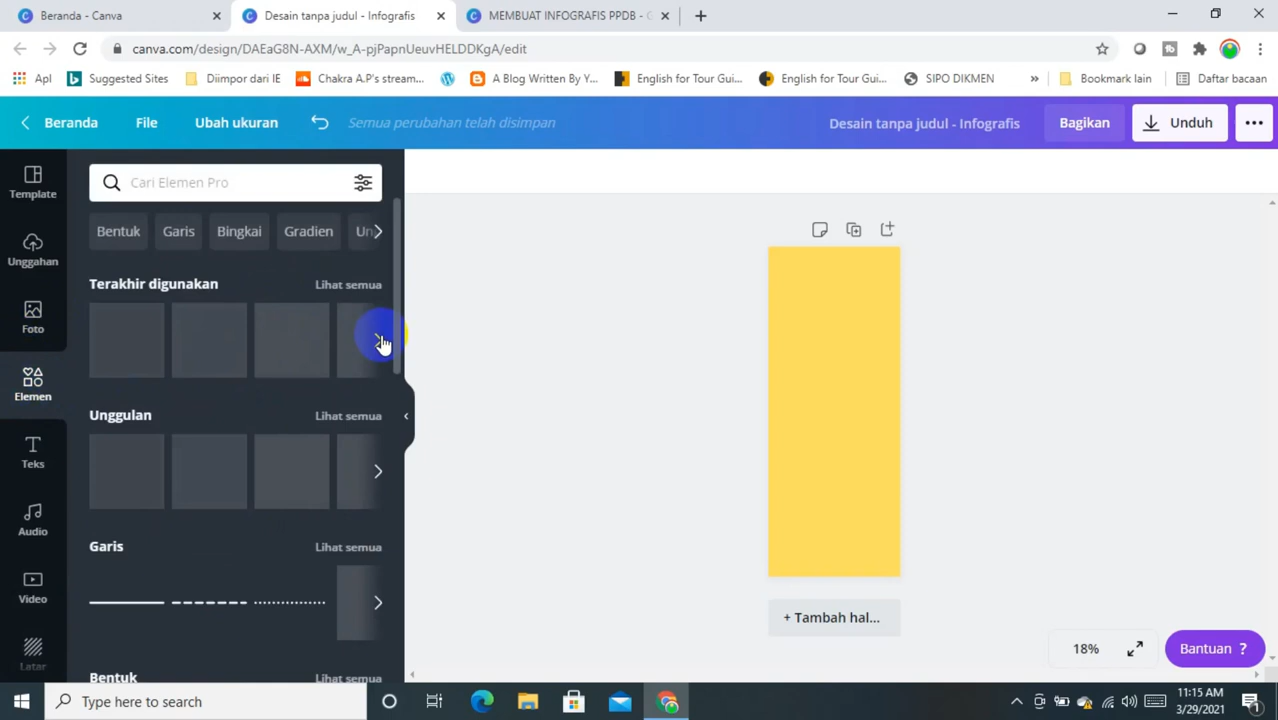 Beranda - Canva
Desain tanpa judul - Infografis
MEMBUAT INFOGRAFIS PPDB - G
canva.com/design/DAEaG8N-AXM/w_A-pjPapnUeuvHELDDKgA/edit
Apl
Suggested Sites
Diimpor dari IE
Chakra A.P's stream...
A Blog Written By Y...
English for Tour Gui...
English for Tour Gui...
SIPO DIKMEN
»
Bookmark lain
Daftar bacaan
Beranda
File
Ubah ukuran
Semua perubahan telah disimpan
Desain tanpa judul - Infografis
Bagikan
Unduh
Template
Unggahan
Foto
Elemen
Teks
Audio
Video
Latar
Cari Elemen Pro
Bentuk
Garis
Bingkai
Gradien
Un
Terakhir digunakan
Lihat semua
Unggulan
Lihat semua
Garis
Lihat semua
Bentuk
Lihat semua
+ Tambah hal...
18%
Bantuan ?
Type here to search
11:15 AM
3/29/2021
1